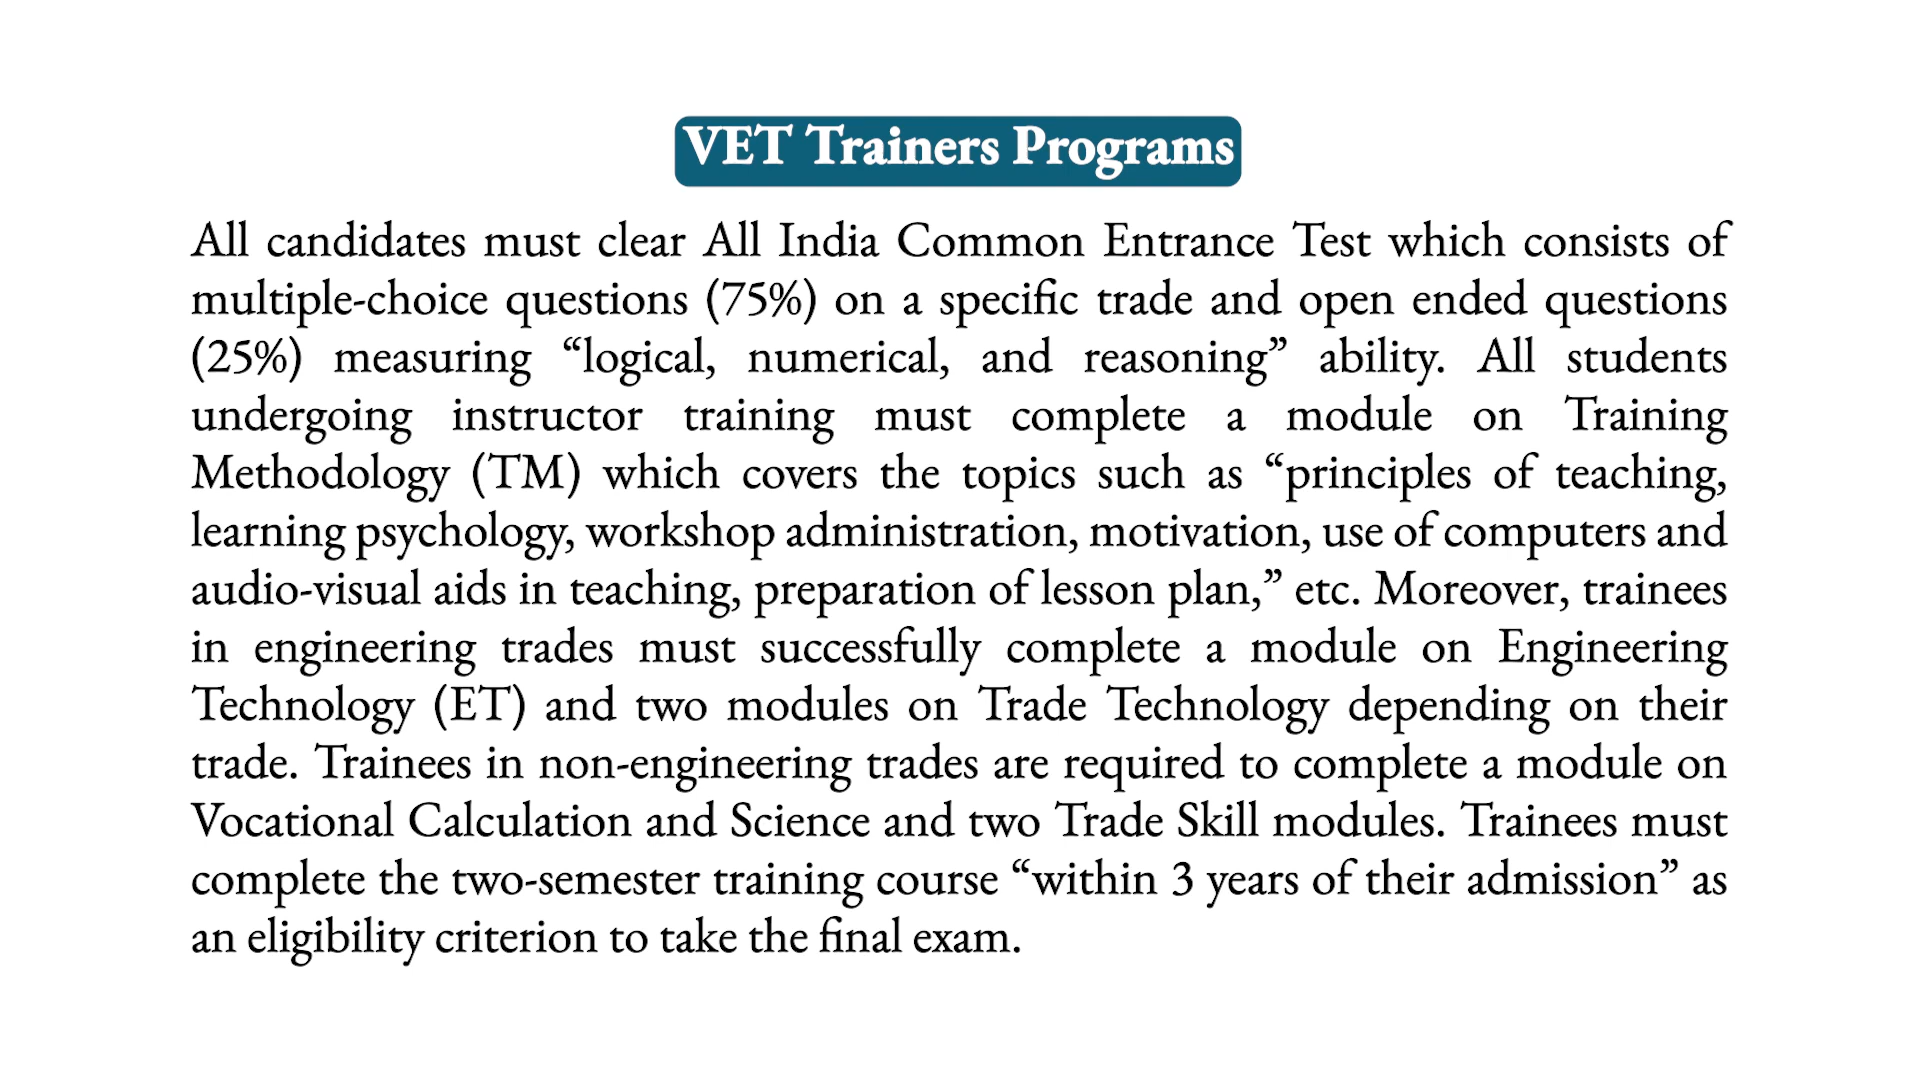 VET Trainers Programs
All candidates must clear All India Common Entrance Test which consists of
multiple-choice questions (75%) on a specific trade and open ended questions
(25%) measuring “logical, numerical, and reasoning” ability. All students
undergoing instructor training must complete a module on Training
Methodology (TM) which covers the topics such as “principles of teaching,
learning psychology, workshop administration, motivation, use of computers and
audio-visual aids in teaching, preparation of lesson plan,” etc. Moreover, trainees
in engineering trades must successfully complete a module on Engineering
Technology (ET) and two modules on Trade Technology depending on their
trade. Trainees in non-engineering trades are required to complete a module on
Vocational Calculation and Science and two Trade Skill modules. Trainees must
complete the two-semester training course “within 3 years of their admission” as
an eligibility criterion to take the final exam.